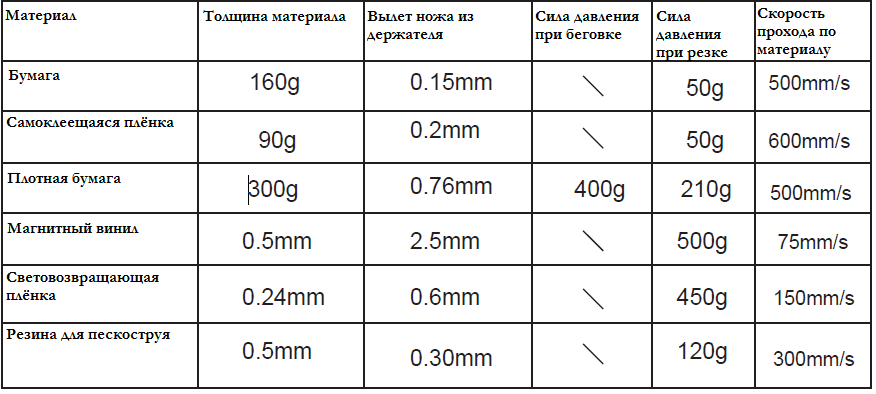 Материал Толщина материала Вылет ножа из держателя Сила давления при беговке Сила давления при резке Скорость прохода по материалу
Бумага 160g 0.15mm \ 50g 500mm/s
Самоклеещаяся плёнка 90g 0.2mm \ 50g 600mm/s
Плотная бумага 300g 0.76mm 400g 210g 500mm/s
Магнитный винил 0.5mm 2.5mm \ 500g 75mm/s
Световозвращающая плёнка 0.24mm 0.6mm \ 450g 150mm/s
Резина для пескоструя 0.5mm 0.30mm \ 120g 300mm/s